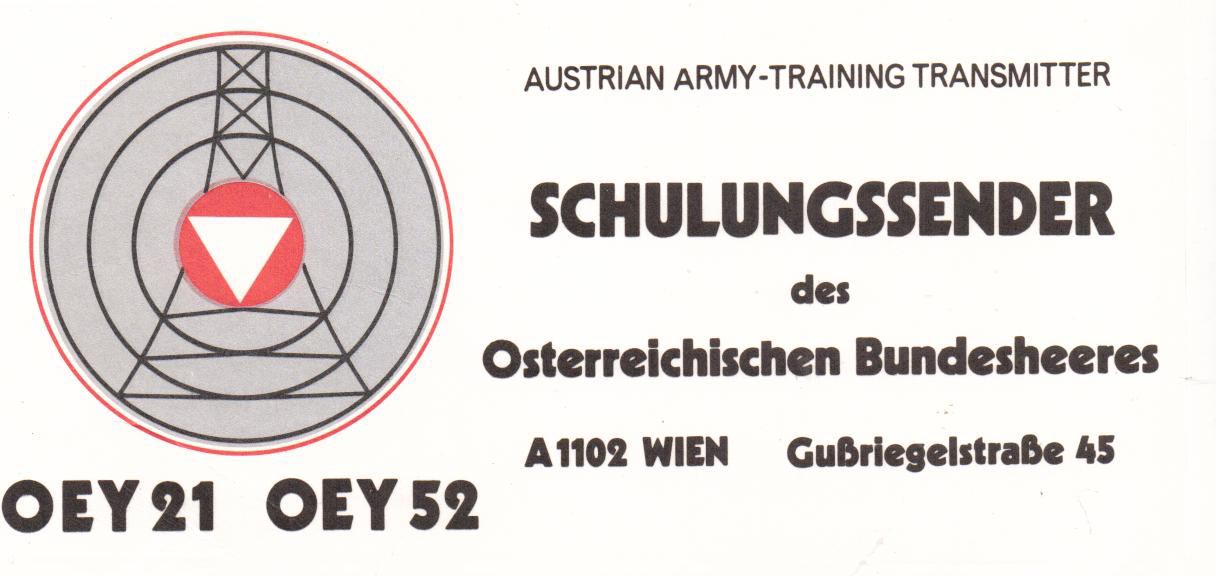 AUSTRIAN ARMY-TRAINING TRANSMITTER
SCHULUNGSSENDER
des
Osterreichischen Bundesheeres
A1102 WIEN Gußriegelstraße 45
OEY 21 OEY 52